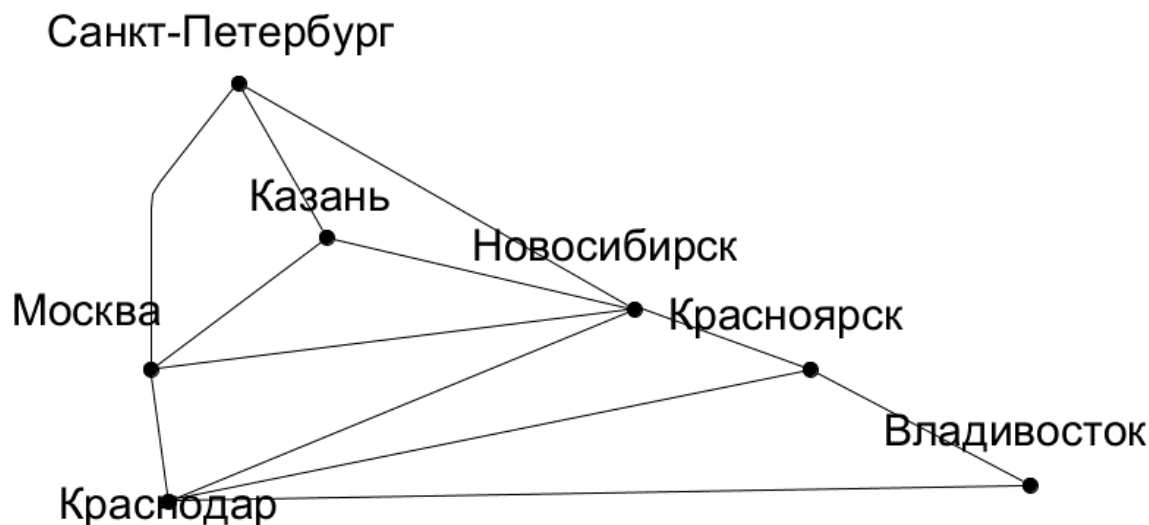 Санкт-Петербург
Казань
Новосибирск
Москва
Красноярск
Владивосток
Краснодар